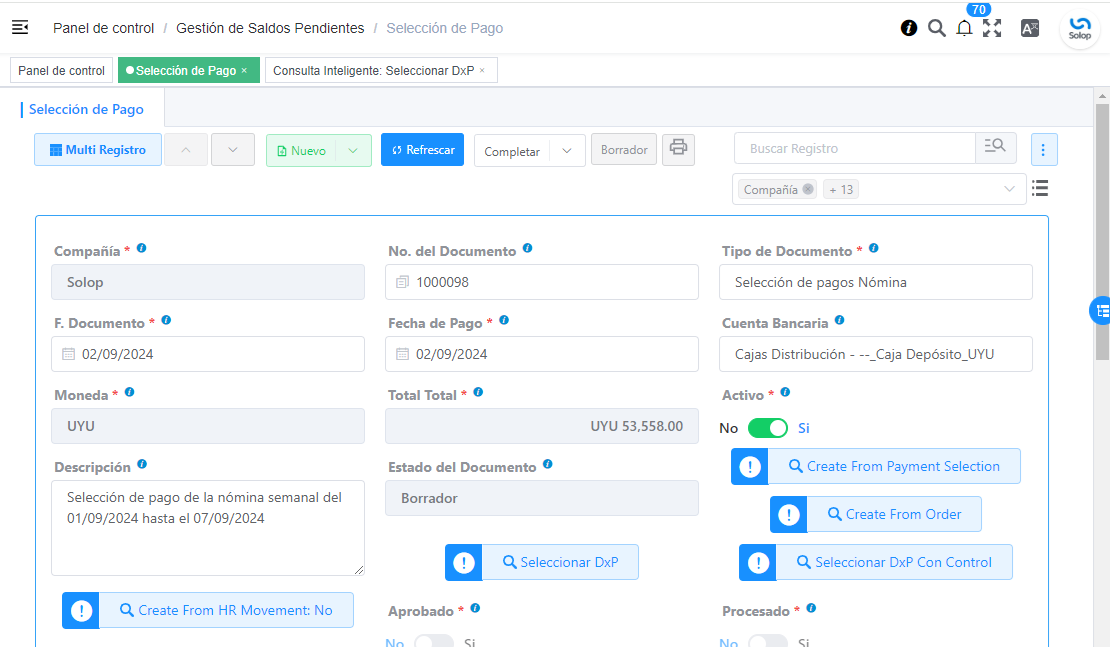 Panel de control / Gestión de Saldos Pendientes / Selección de Pago
70
Solop
Panel de control
Selección de Pago ×
Consulta Inteligente: Seleccionar DxP ×
Selección de Pago
Multi Registro
Nuevo
Refrescar
Completar
Borrador
Buscar Registro
Compañía
+ 13
Compañía *
No. del Documento
Tipo de Documento *
Solop
1000098
Selección de pagos Nómina
F. Documento *
Fecha de Pago *
Cuenta Bancaria
02/09/2024
02/09/2024
Cajas Distribución - --_Caja Depósito_UYU
Moneda *
Total Total *
Activo *
UYU
UYU 53,558.00
No Si
Descripción
Estado del Documento
Create From Payment Selection
Selección de pago de la nómina semanal del
01/09/2024 hasta el 07/09/2024
Borrador
Create From Order
Seleccionar DxP
Seleccionar DxP Con Control
Create From HR Movement: No
Aprobado *
Procesado *
No Si
No Si